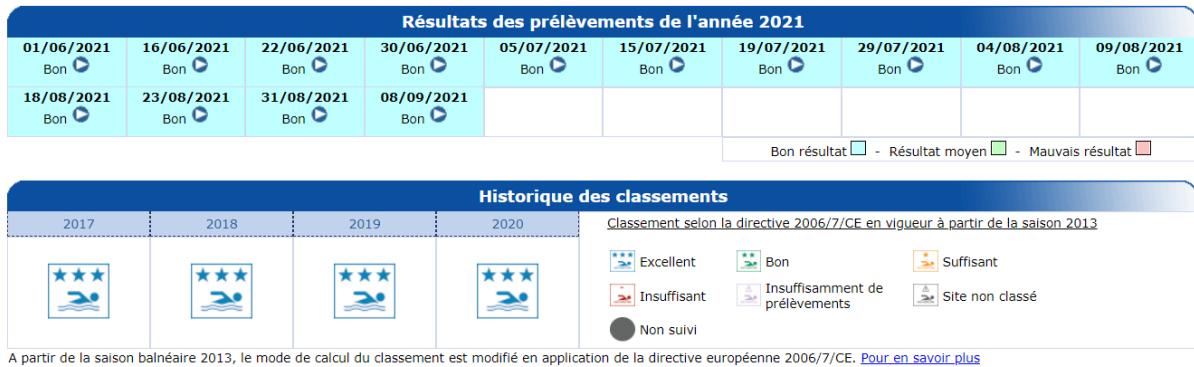 Résultats des prélèvements de l'année 2021
01/06/2021 16/06/2021 22/06/2021 30/06/2021 05/07/2021 15/07/2021 19/07/2021 29/07/2021 04/08/2021 09/08/2021
Bon Bon Bon Bon Bon Bon Bon Bon Bon Bon
18/08/2021 23/08/2021 31/08/2021 08/09/2021
Bon Bon Bon Bon
Bon résultat - Résultat moyen - Mauvais résultat
Historique des classements
2017 2018 2019 2020
Classement selon la directive 2006/7/CE en vigueur à partir de la saison 2013
Excellent Bon Suffisant
Insuffisant Insuffisamment de prélèvements Site non classé
Non suivi
A partir de la saison balnéaire 2013, le mode de calcul du classement est modifié en application de la directive européenne 2006/7/CE. Pour en savoir plus